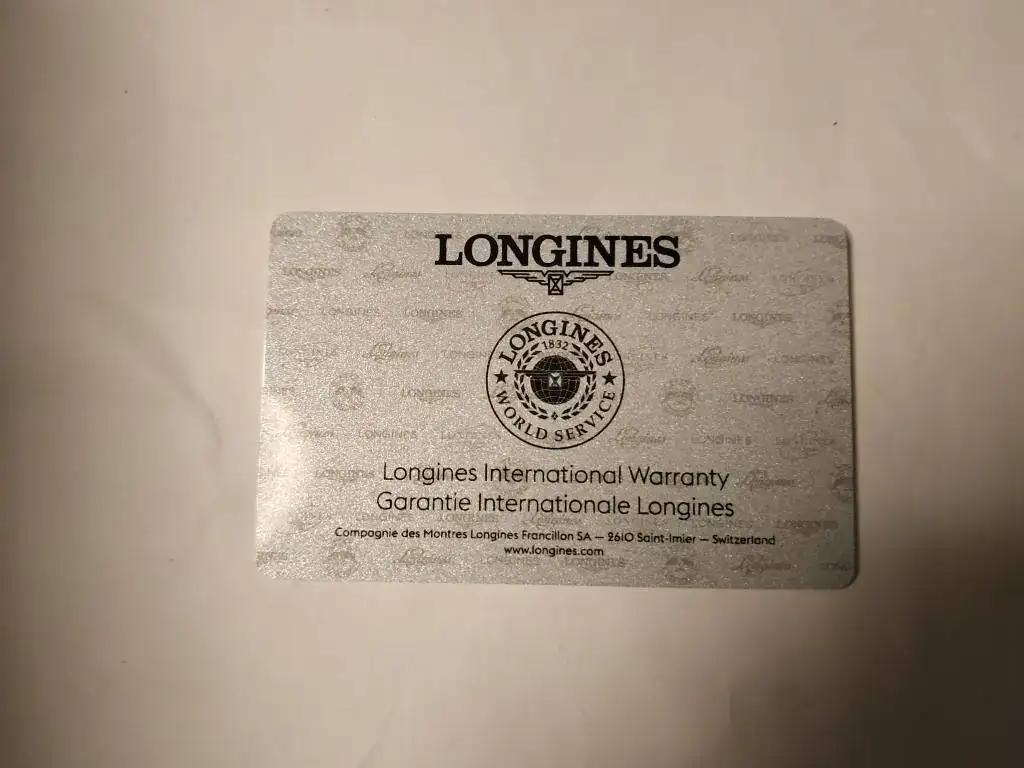 LONGINES
LONGINES
1832
WORLD SERVICE
Longines International Warranty
Garantie Internationale Longines
Compagnie des Montres Longines Francillon SA – 2610 Saint-Imier – Switzerland
www.longines.com